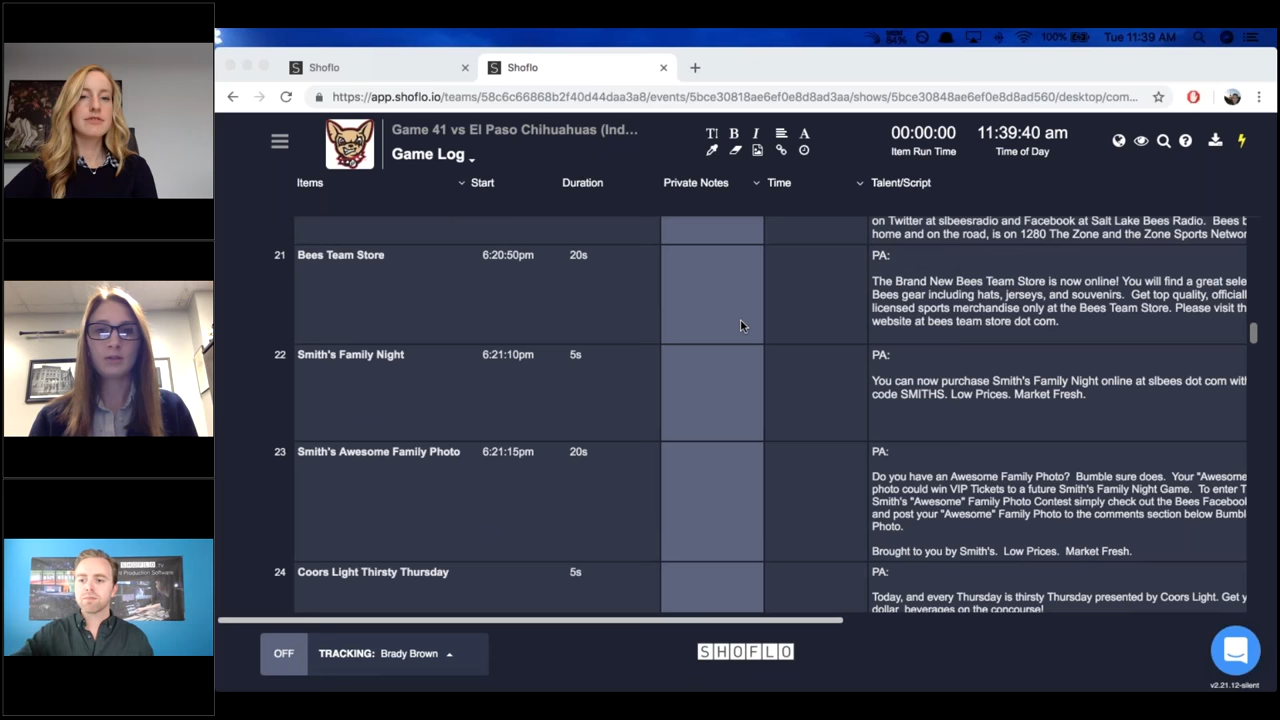 100%
Tue 11:39 AM
Shoflo
Shoflo
https://app.shoflo.io/teams/58c6c66868b2f40d44daa3a8/events/5bce30818ae6ef0e8d8ad3aa/shows/5bce30848ae6ef0e8d8ad560/desktop/com...
Game 41 vs El Paso Chihuahuas (Ind...
Game Log
00:00:00
Item Run Time
11:39:40 am
Time of Day
Items
Start
Duration
Private Notes
Time
Talent/Script
on Twitter at slbeesradio and Facebook at Salt Lake Bees Radio. Bees b
home and on the road, is on 1280 The Zone and the Zone Sports Networ
21 Bees Team Store 6:20:50pm 20s PA:
The Brand New Bees Team Store is now online! You will find a great sele
Bees gear including hats, jerseys, and souvenirs. Get top quality, officiall
licensed sports merchandise only at the Bees Team Store. Please visit th
website at bees team store dot com.
22 Smith's Family Night 6:21:10pm 5s PA:
You can now purchase Smith's Family Night online at slbees dot com wit
code SMITHS. Low Prices. Market Fresh.
23 Smith's Awesome Family Photo 6:21:15pm 20s PA:
Do you have an Awesome Family Photo? Bumble sure does. Your "Awesome
photo could win VIP Tickets to a future Smith's Family Night Game. To enter T
Smith's "Awesome" Family Photo Contest simply check out the Bees Facebook
and post your "Awesome" Family Photo to the comments section below Bumbl
Photo.
Brought to you by Smith's. Low Prices. Market Fresh.
24 Coors Light Thirsty Thursday 5s PA:
Today, and every Thursday is thirsty Thursday presented by Coors Light. Get y
dollar beverages on the concourse!
OFF
TRACKING: Brady Brown
SHOFLO
v2.21.12-silent